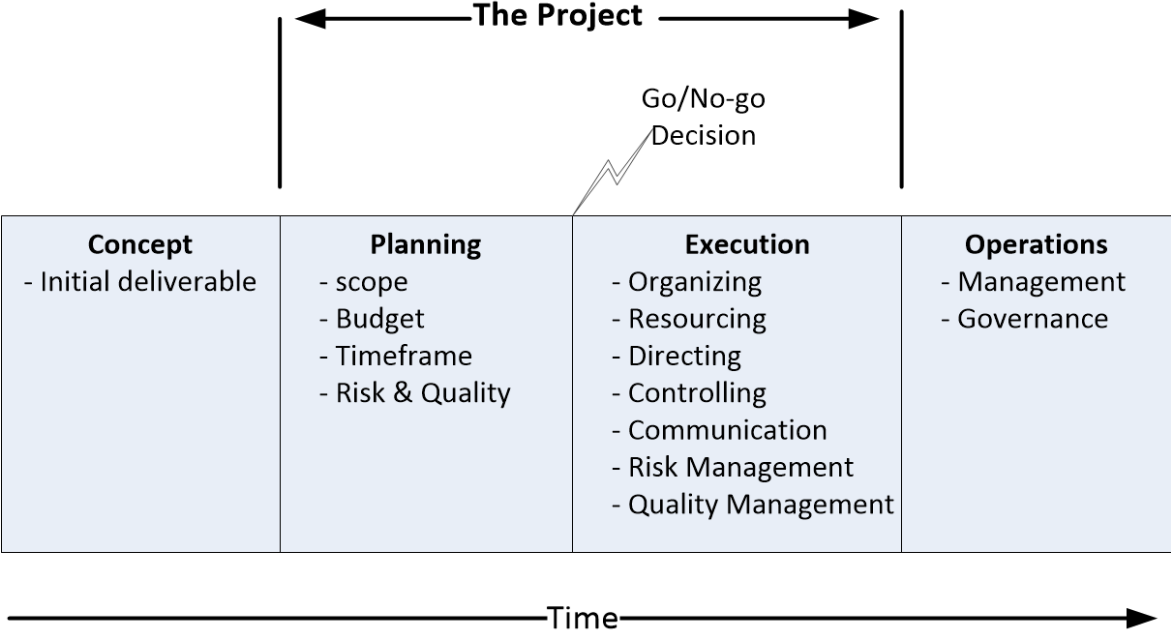 The Project
Go/No-go
Decision
Concept
- Initial deliverable
Planning
- scope
- Budget
- Timeframe
- Risk & Quality
Execution
- Organizing
- Resourcing
- Directing
- Controlling
- Communication
- Risk Management
- Quality Management
Operations
- Management
- Governance
Time